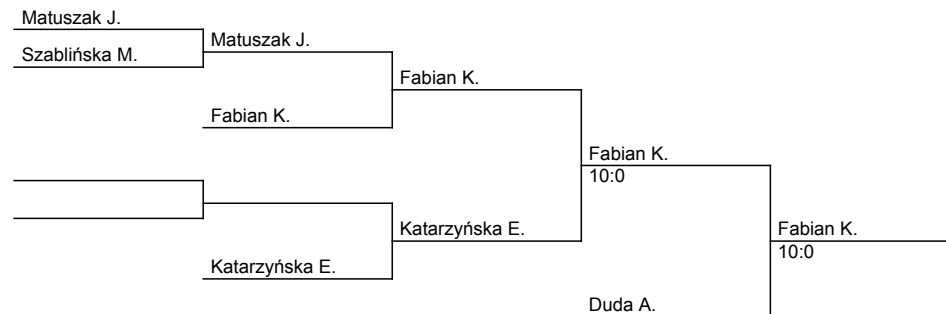 Matuszak J.
Szablińska M.
Matuszak J.
Fabian K.
Fabian K.
Fabian K.
10:0
Katarzyńska E.
Katarzyńska E.
Fabian K.
10:0
Duda A.